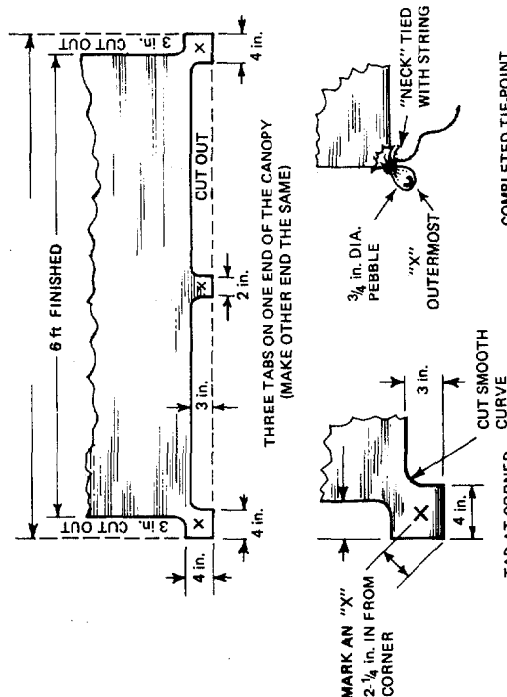 6 ft FINISHED
3 in. CUT OUT
3 in. CUT OUT
X
X
X
CUT OUT
4 in.
4 in.
3 in.
2 in.
4 in.
THREE TABS ON ONE END OF THE CANOPY
(MAKE OTHER END THE SAME)
MARK AN "X"
2-1/4 in. IN FROM
CORNER
X
4 in.
3 in.
CUT SMOOTH
CURVE
TAB AT CORNER
3/4 in. DIA.
PEBBLE
"X"
OUTERMOST
"NECK" TIED
WITH STRING
COMPLETED TIE-POINT